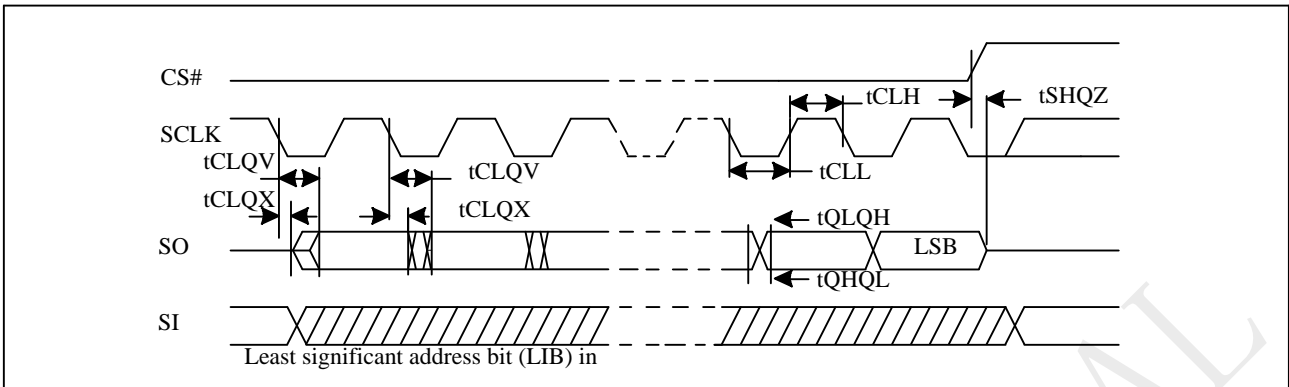 CS#
tCLH
tSHQZ
SCLK
tCLQV
tCLQV
tCLL
tCLQX
tCLQX
tQLQH
SO
LSB
tQHQL
SI
Least significant address bit (LIB) in